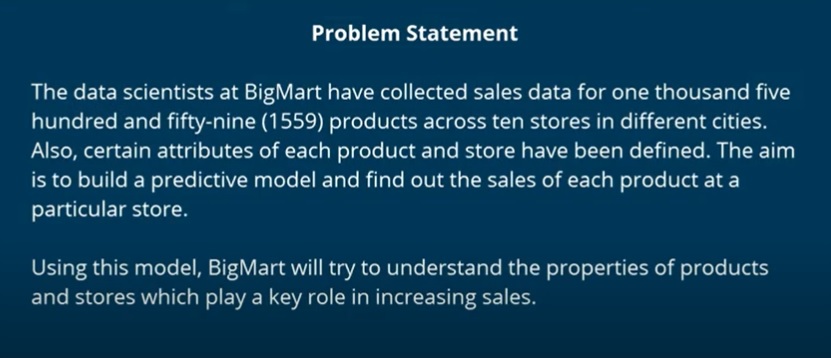 Problem Statement
The data scientists at BigMart have collected sales data for one thousand five
hundred and fifty-nine (1559) products across ten stores in different cities.
Also, certain attributes of each product and store have been defined. The aim
is to build a predictive model and find out the sales of each product at a
particular store.
Using this model, BigMart will try to understand the properties of products
and stores which play a key role in increasing sales.